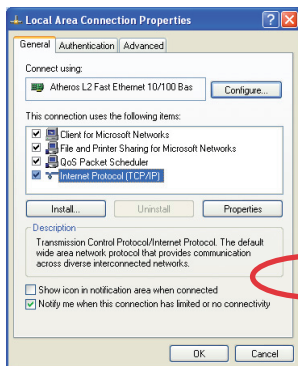 Local Area Connection Properties
General Authentication Advanced
Connect using:
Atheros L2 Fast Ethernet 10/100 Bas Configure...
This connection uses the following items:
Client for Microsoft Networks
File and Printer Sharing for Microsoft Networks
QoS Packet Scheduler
Internet Protocol (TCP/IP)
Install... Uninstall Properties
Description
Transmission Control Protocol/Internet Protocol. The default
wide area network protocol that provides communication
across diverse interconnected networks.
Show icon in notification area when connected
Notify me when this connection has limited or no connectivity
OK Cancel